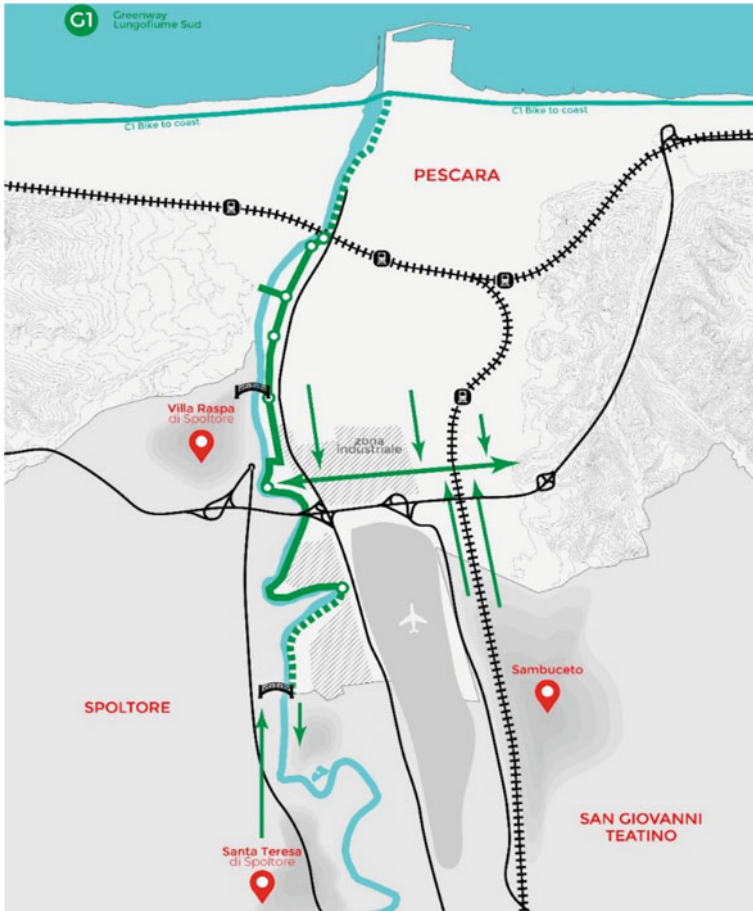 G1
Greenway
Lungofiume Sud
C1 Bike to coast
C1 Bike to coast
PESCARA
Villa Raspa
di Spoltore
zona
industriale
Sambuceto
SPOLTORE
SAN GIOVANNI
TEATINO
Santa Teresa
di Spoltore